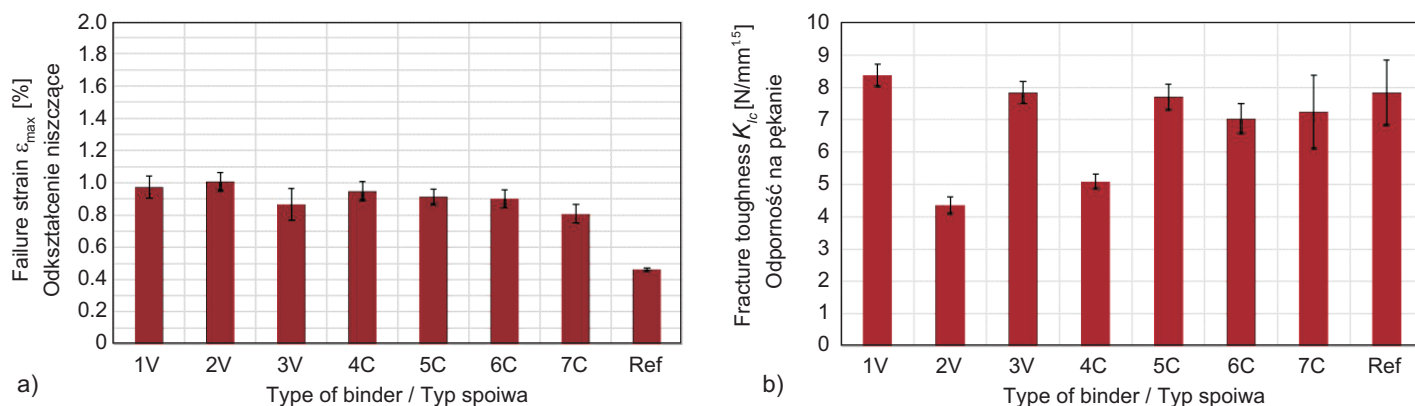 Failure strain εmax [%]
Odkształcenie niszczące
2.0
1.8
1.6
1.4
1.2
1.0
0.8
0.6
0.4
0.2
0
1V 2V 3V 4C 5C 6C 7C Ref
a)
Type of binder / Typ spoiwa
Fracture toughness KIc [N/mm1.5]
Odporność na pękanie
10
9
8
7
6
5
4
3
2
1
0
1V 2V 3V 4C 5C 6C 7C Ref
b)
Type of binder / Typ spoiwa